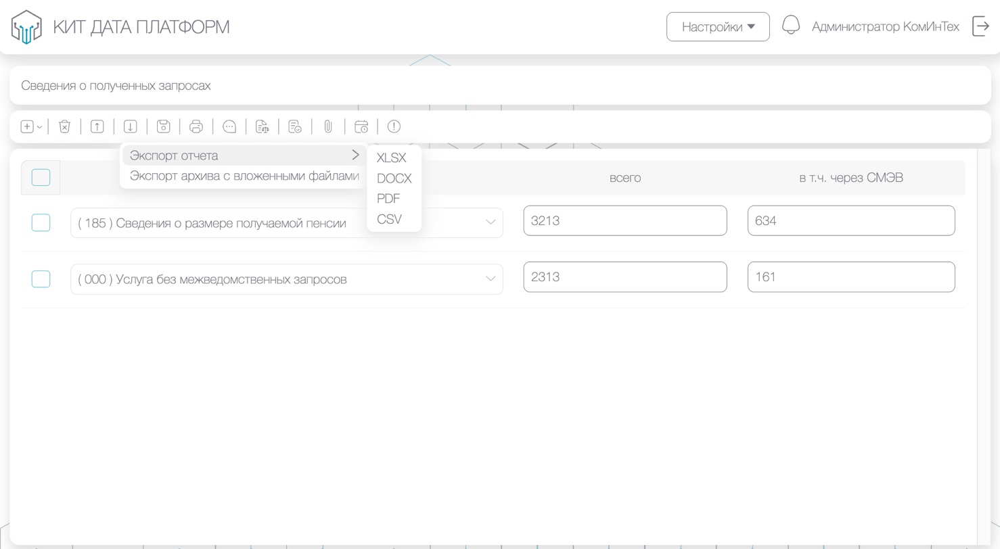 КИТ ДАТА ПЛАТФОРМ
Настройки
Администратор КомИнТех
Сведения о полученных запросах
Экспорт отчета
Экспорт архива с вложенными файлами
XLSX
DOCX
PDF
CSV
всего
в т.ч. через СМЭВ
( 185 ) Сведения о размере получаемой пенсии
3213
634
( 000 ) Услуга без межведомственных запросов
2313
161